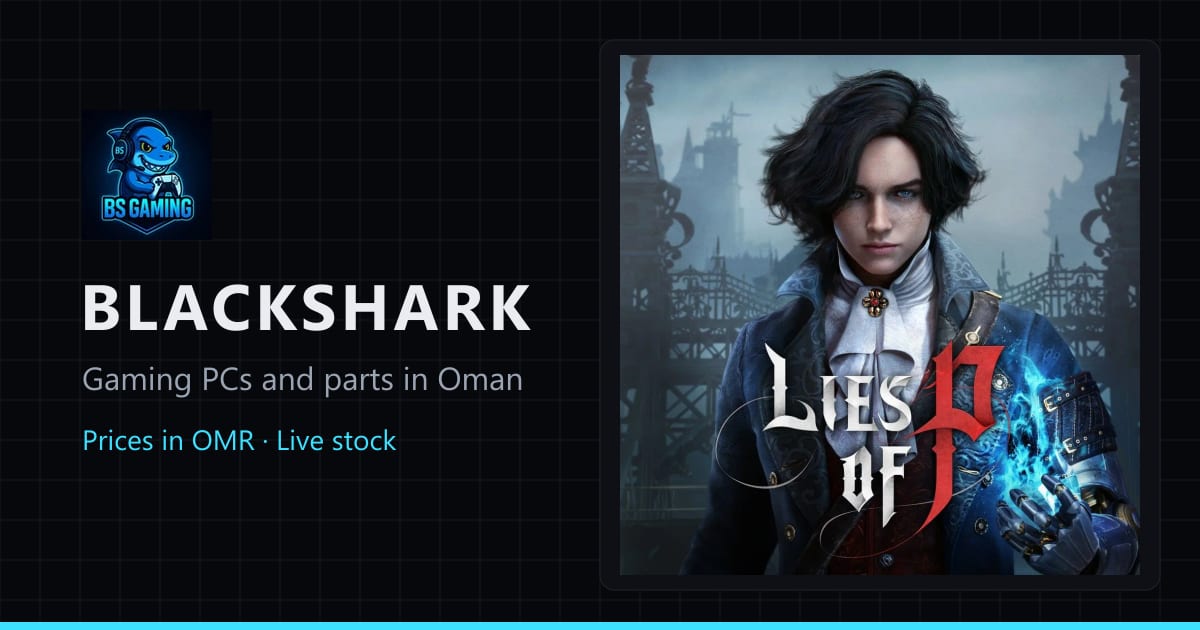 BS
BS GAMING
BLACKSHARK
Gaming PCs and parts in Oman
Prices in OMR · Live stock
LIES
OF P